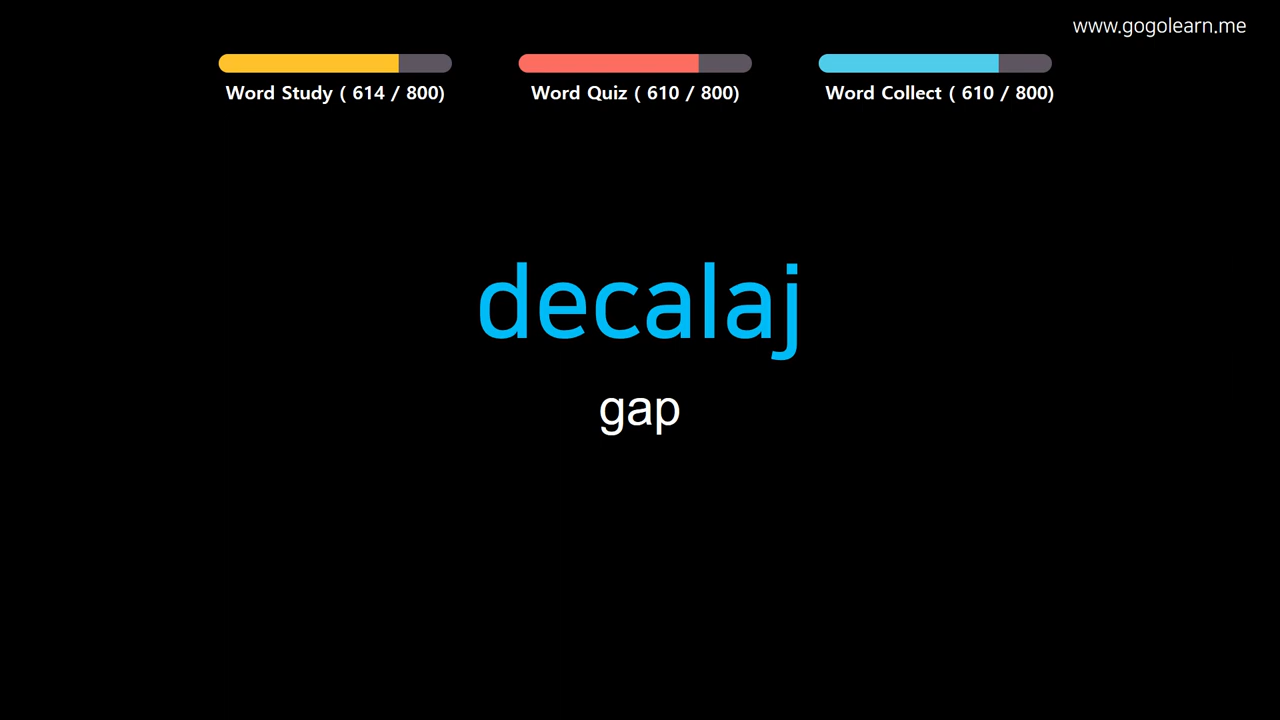 www.gogolearn.me
Word Study ( 614 / 800)
Word Quiz ( 610 / 800)
Word Collect ( 610 / 800)
decalaj
gap